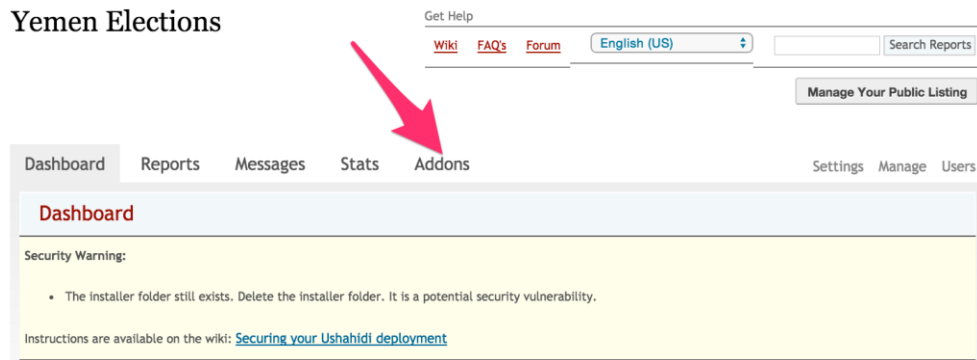 Yemen Elections
Get Help
Wiki FAQ's Forum English (US) Search Reports
Manage Your Public Listing
Dashboard Reports Messages Stats Addons Settings Manage Users
Dashboard
Security Warning:
• The installer folder still exists. Delete the installer folder. It is a potential security vulnerability.
Instructions are available on the wiki: Securing your Ushahidi deployment